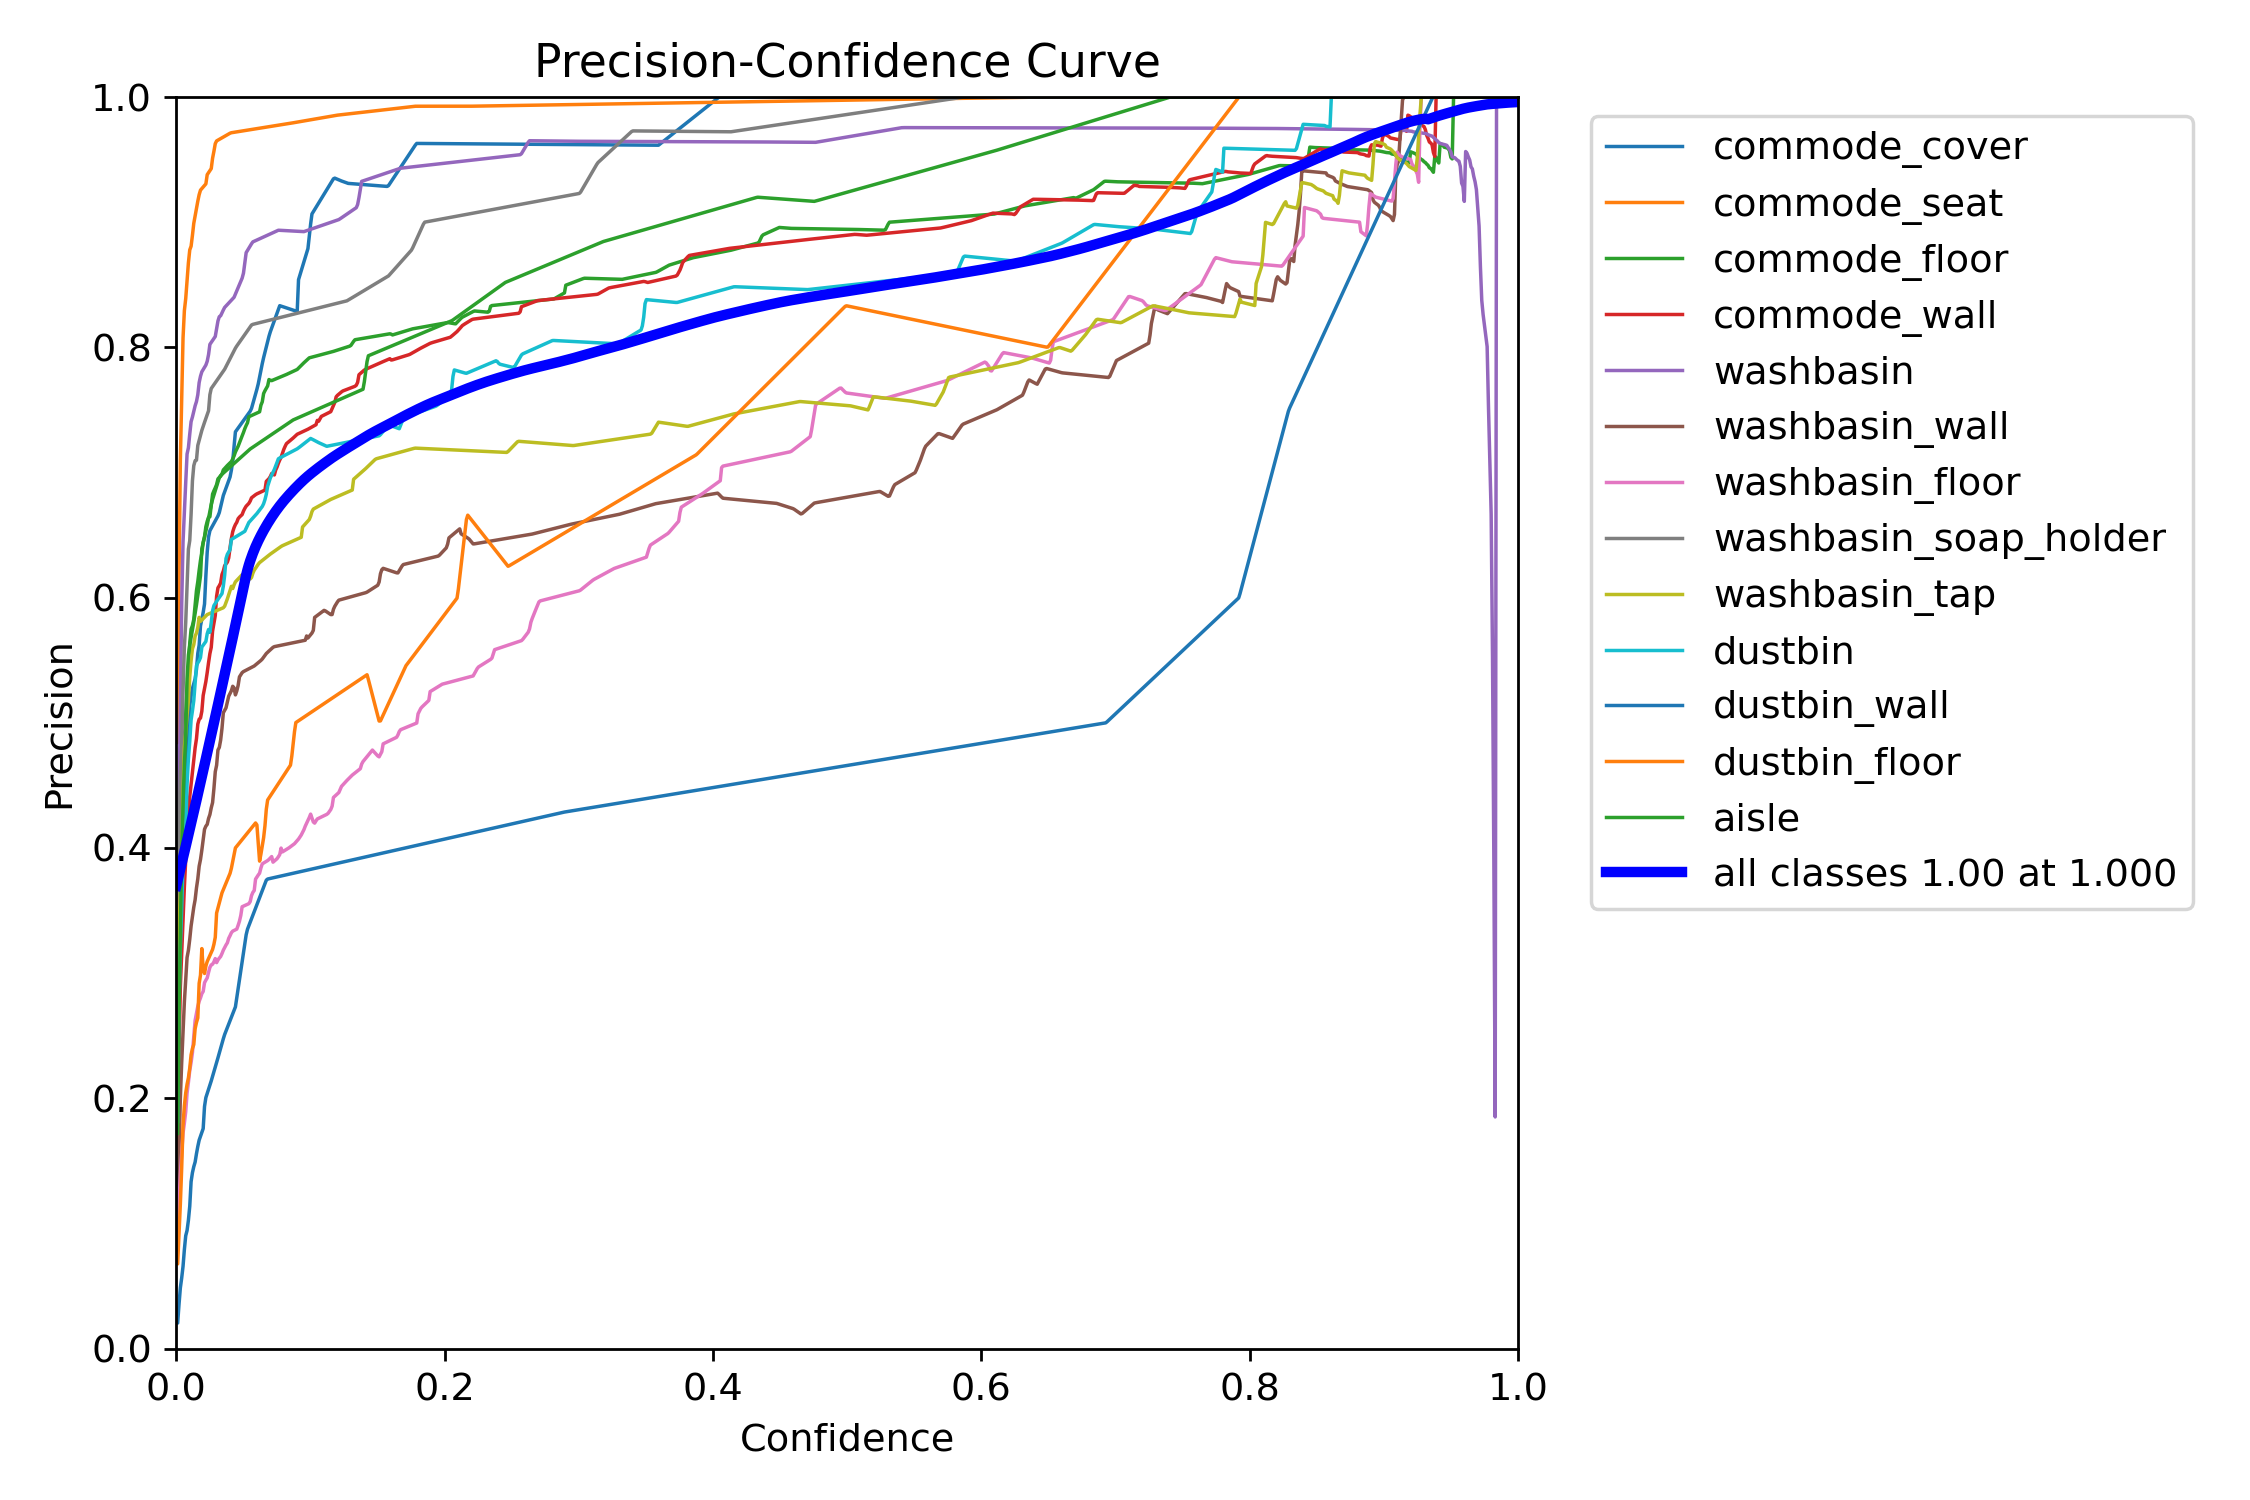 Precision-Confidence Curve
1.0
0.8
0.6
0.4
0.2
0.0
Precision
0.0 0.2 0.4 0.6 0.8 1.0
Confidence
commode_cover
commode_seat
commode_floor
commode_wall
washbasin
washbasin_wall
washbasin_floor
washbasin_soap_holder
washbasin_tap
dustbin
dustbin_wall
dustbin_floor
aisle
all classes 1.00 at 1.000